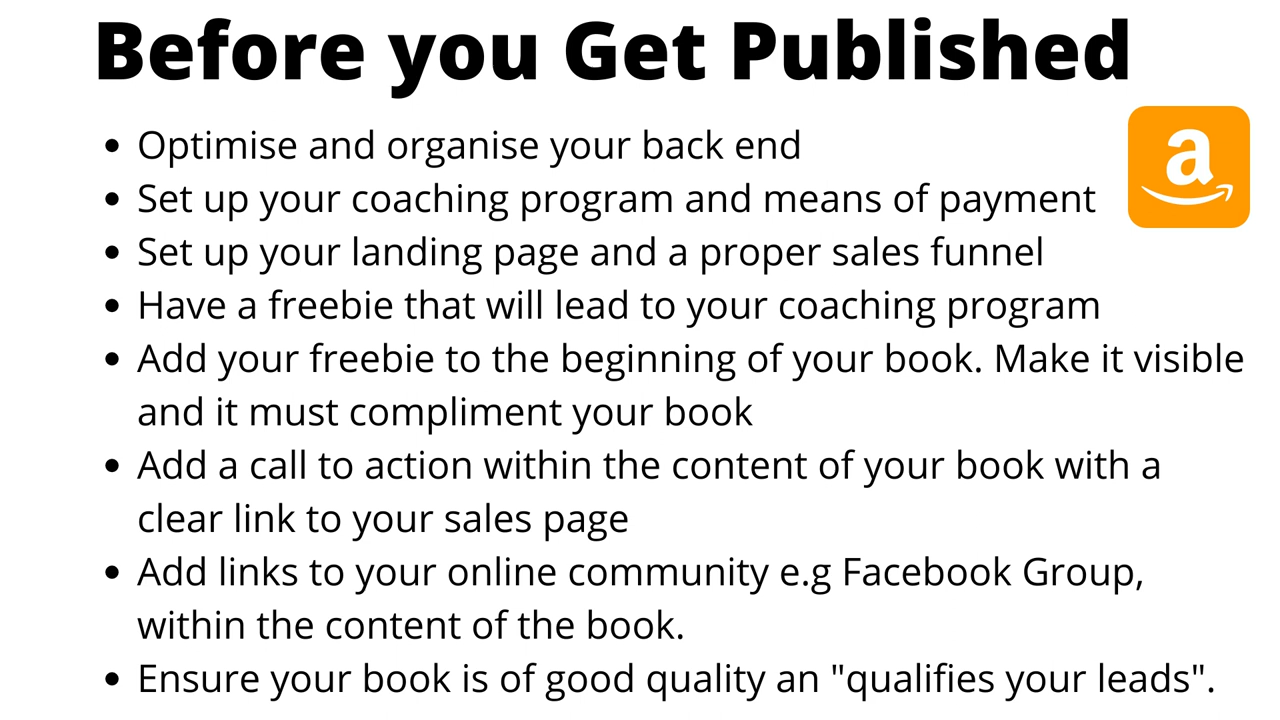 Before you Get Published
• Optimise and organise your back end
• Set up your coaching program and means of payment
• Set up your landing page and a proper sales funnel
• Have a freebie that will lead to your coaching program
• Add your freebie to the beginning of your book. Make it visible
and it must compliment your book
• Add a call to action within the content of your book with a
clear link to your sales page
• Add links to your online community e.g Facebook Group,
within the content of the book.
• Ensure your book is of good quality an "qualifies your leads".
a